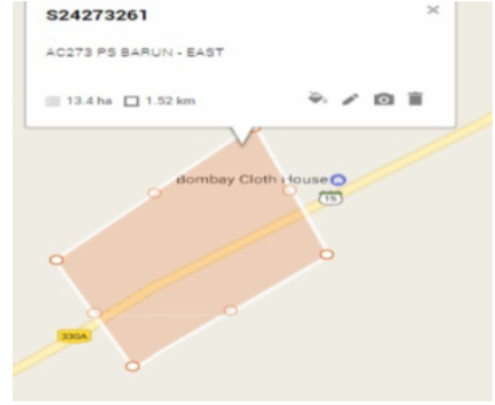 S24273261
AC273 PS BARUN - EAST
13.4 ha 1.52 km
Bombay Cloth House
15
330A